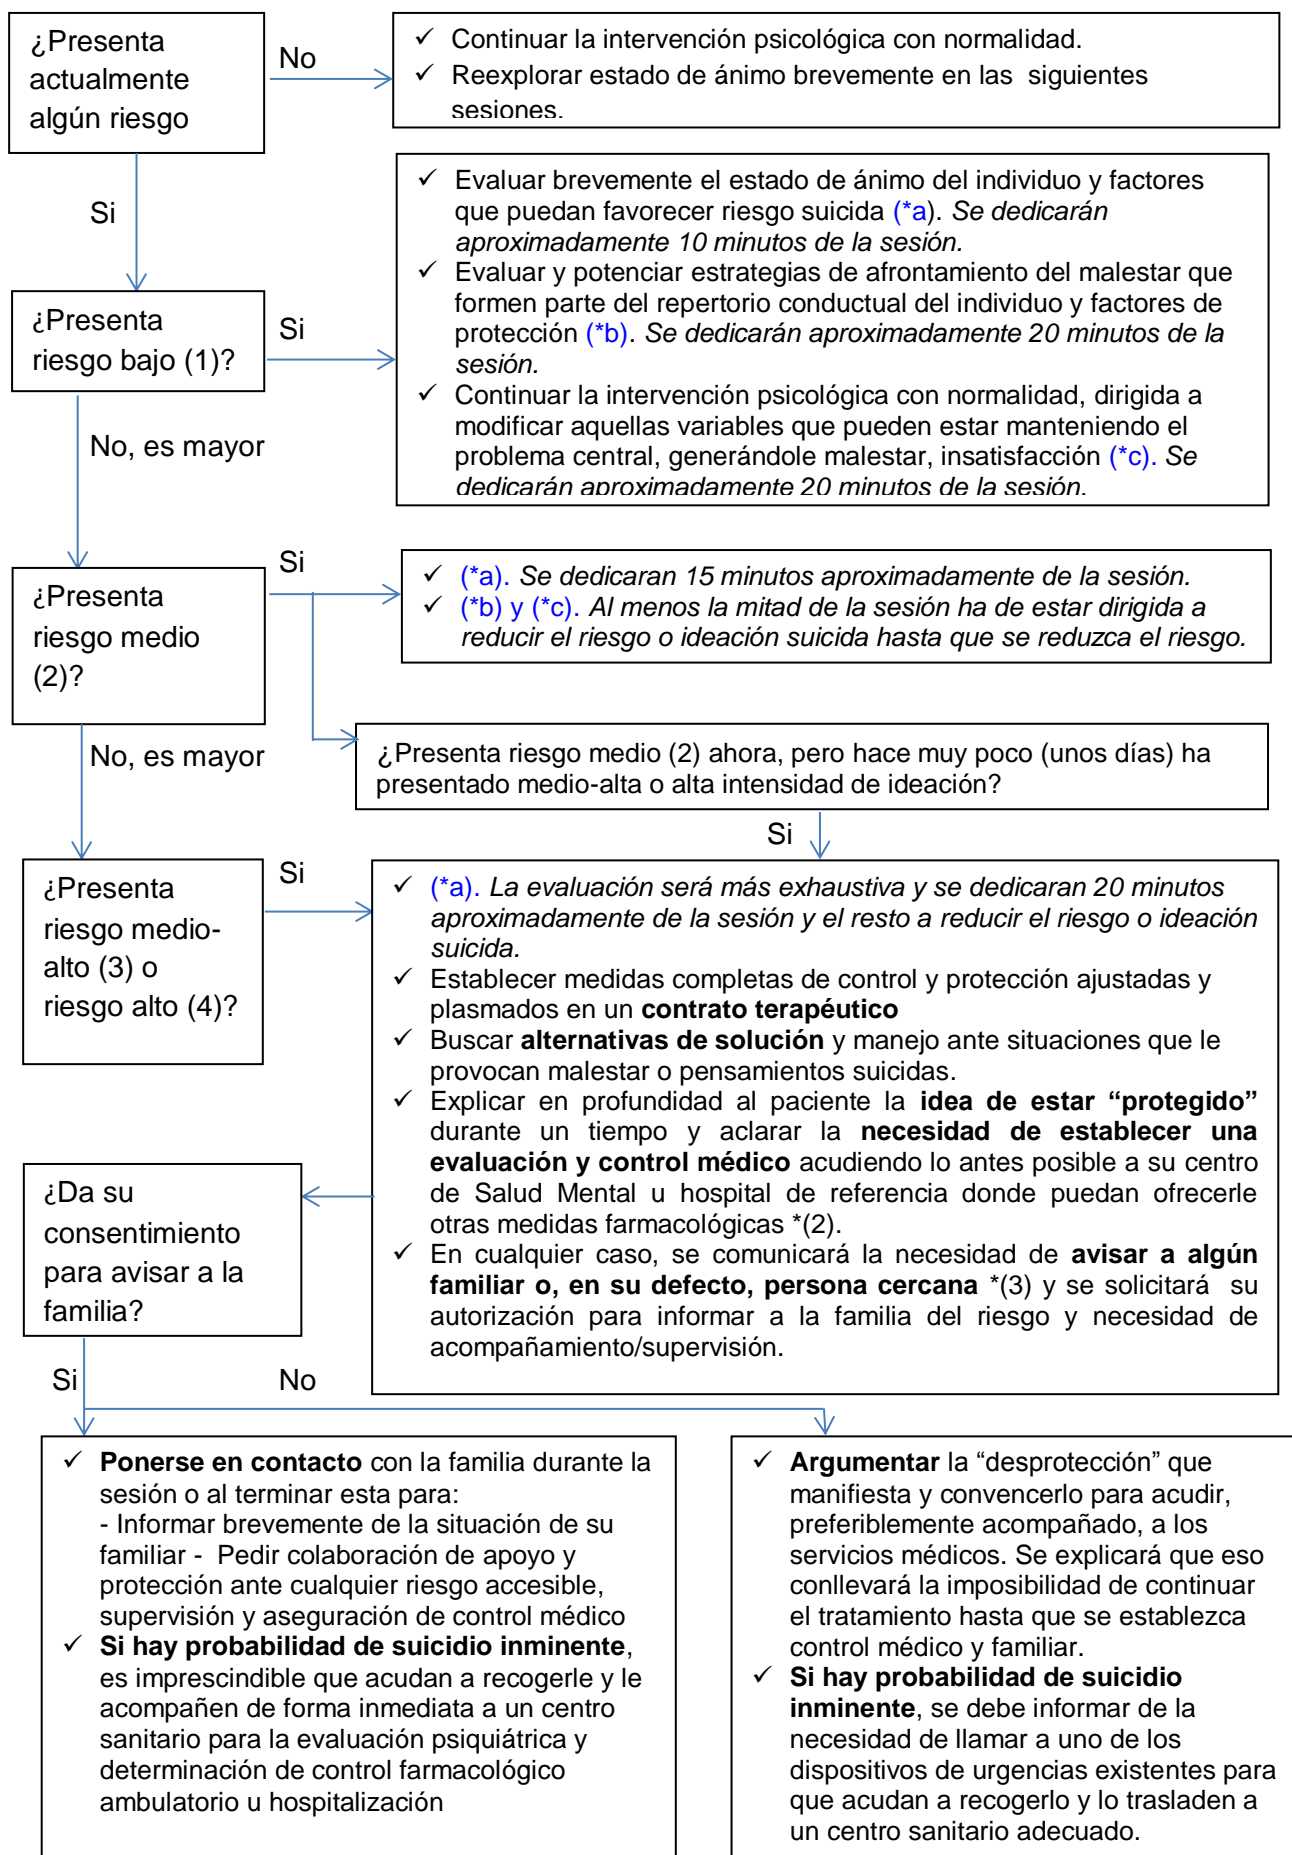 ¿Presenta
actualmente
algún riesgo
No
✓ Continuar la intervención psicológica con normalidad.
✓ Reexplorar estado de ánimo brevemente en las siguientes
sesiones.
Si
✓ Evaluar brevemente el estado de ánimo del individuo y factores
que puedan favorecer riesgo suicida (*a). Se dedicarán
aproximadamente 10 minutos de la sesión.
✓ Evaluar y potenciar estrategias de afrontamiento del malestar que
formen parte del repertorio conductual del individuo y factores de
protección (*b). Se dedicarán aproximadamente 20 minutos de la
sesión.
✓ Continuar la intervención psicológica con normalidad, dirigida a
modificar aquellas variables que pueden estar manteniendo el
problema central, generándole malestar, insatisfacción (*c). Se
dedicarán aproximadamente 20 minutos de la sesión.
¿Presenta
riesgo bajo (1)?
Si
No, es mayor
¿Presenta
riesgo medio
(2)?
Si
✓ (*a). Se dedicaran 15 minutos aproximadamente de la sesión.
✓ (*b) y (*c). Al menos la mitad de la sesión ha de estar dirigida a
reducir el riesgo o ideación suicida hasta que se reduzca el riesgo.
No, es mayor
¿Presenta riesgo medio (2) ahora, pero hace muy poco (unos días) ha
presentado medio-alta o alta intensidad de ideación?
Si
¿Presenta
riesgo medio-
alto (3) o
riesgo alto (4)?
Si
✓ (*a). La evaluación será más exhaustiva y se dedicaran 20 minutos
aproximadamente de la sesión y el resto a reducir el riesgo o ideación
suicida.
✓ Establecer medidas completas de control y protección ajustadas y
plasmados en un contrato terapéutico
✓ Buscar alternativas de solución y manejo ante situaciones que le
provocan malestar o pensamientos suicidas.
✓ Explicar en profundidad al paciente la idea de estar “protegido”
durante un tiempo y aclarar la necesidad de establecer una
evaluación y control médico acudiendo lo antes posible a su centro
de Salud Mental u hospital de referencia donde puedan ofrecerle
otras medidas farmacológicas *(2).
✓ En cualquier caso, se comunicará la necesidad de avisar a algún
familiar o, en su defecto, persona cercana *(3) y se solicitará su
autorización para informar a la familia del riesgo y necesidad de
acompañamiento/supervisión.
¿Da su
consentimiento
para avisar a la
familia?
Si
No
✓ Ponerse en contacto con la familia durante la
sesión o al terminar esta para:
- Informar brevemente de la situación de su
familiar - Pedir colaboración de apoyo y
protección ante cualquier riesgo accesible,
supervisión y aseguración de control médico
✓ Si hay probabilidad de suicidio inminente,
es imprescindible que acudan a recogerle y le
acompañen de forma inmediata a un centro
sanitario para la evaluación psiquiátrica y
determinación de control farmacológico
ambulatorio u hospitalización
✓ Argumentar la “desprotección” que
manifiesta y convencerlo para acudir,
preferiblemente acompañado, a los
servicios médicos. Se explicará que eso
conllevará la imposibilidad de continuar
el tratamiento hasta que se establezca
control médico y familiar.
✓ Si hay probabilidad de suicidio
inminente, se debe informar de la
necesidad de llamar a uno de los
dispositivos de urgencias existentes para
que acudan a recogerlo y lo trasladen a
un centro sanitario adecuado.